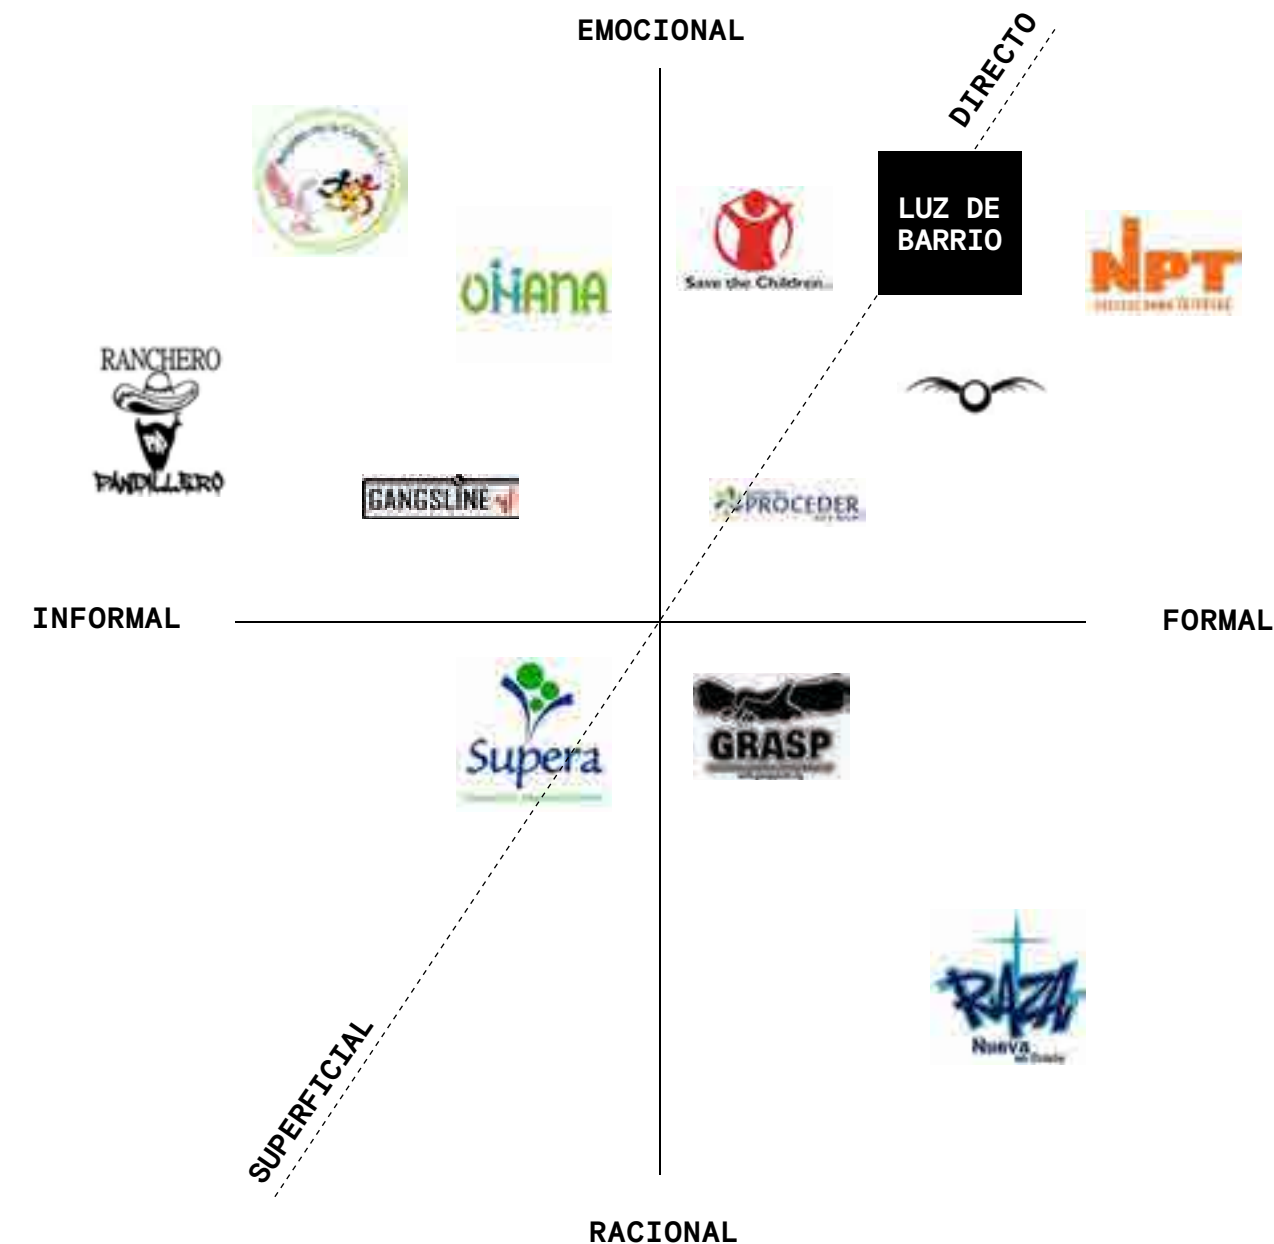 EMOCIONAL
DIRECTO
LUZ DE
BARRIO
OHANA
Save the Children
NPT
RANCHERO
PANDILLERO
GANGSLINE
PROCEDER
INFORMAL
FORMAL
Supera
GRASP
RAZA
Nueva
SUPERFICIAL
RACIONAL